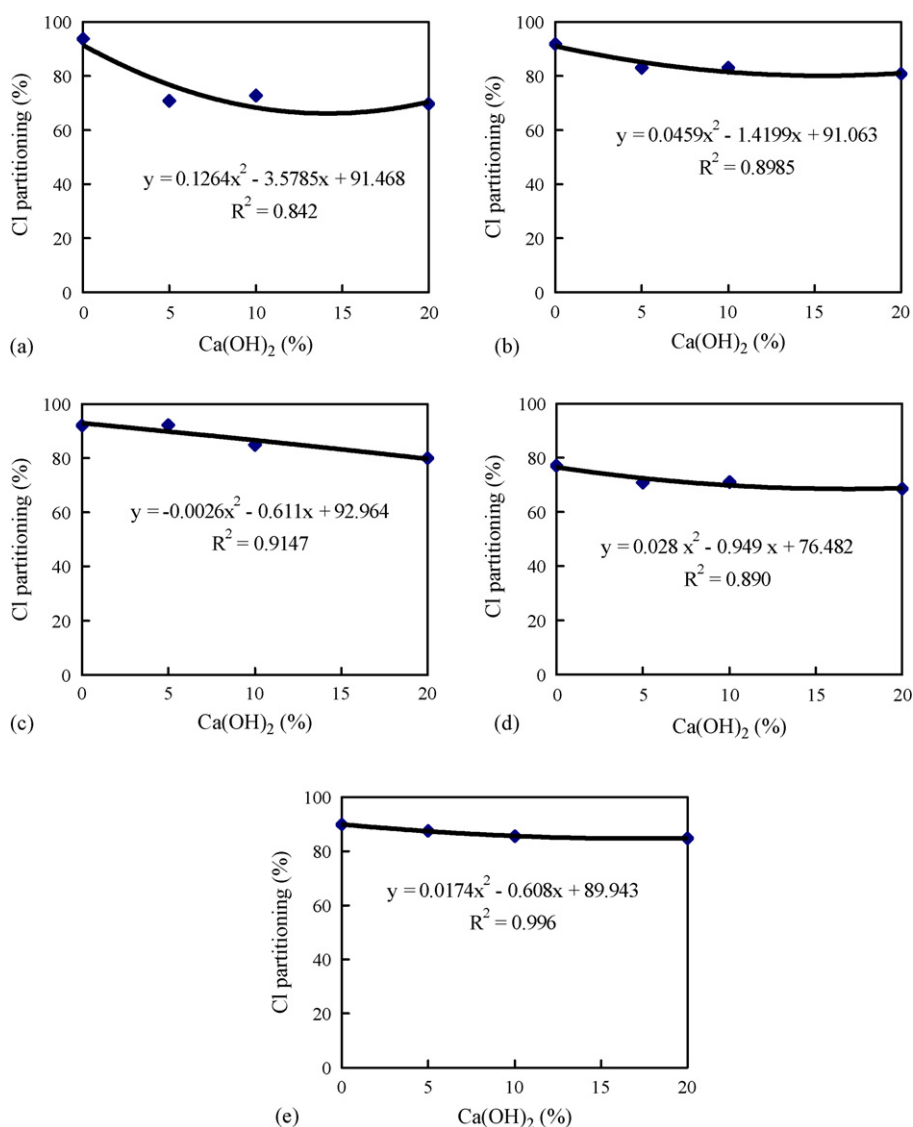 100
80
60
40
20
0
Cl partitioning (%)
y = 0.1264x² - 3.5785x + 91.468
R² = 0.842
0 5 10 15 20
(a) Ca(OH)₂ (%)
100
80
60
40
20
0
Cl partitioning (%)
y = 0.0459x² - 1.4199x + 91.063
R² = 0.8985
0 5 10 15 20
(b) Ca(OH)₂ (%)
100
80
60
40
20
0
Cl partitioning (%)
y = -0.0026x² - 0.611x + 92.964
R² = 0.9147
0 5 10 15 20
(c) Ca(OH)₂ (%)
100
80
60
40
20
0
Cl partitioning (%)
y = 0.028 x² - 0.949 x + 76.482
R² = 0.890
0 5 10 15 20
(d) Ca(OH)₂ (%)
100
80
60
40
20
0
Cl partitioning (%)
y = 0.0174x² - 0.608x + 89.943
R² = 0.996
0 5 10 15 20
(e) Ca(OH)₂ (%)